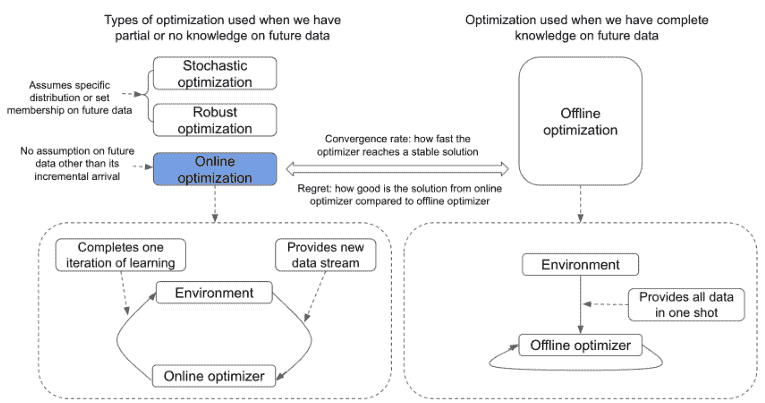 Types of optimization used when we have
partial or no knowledge on future data
Optimization used when we have complete
knowledge on future data
Stochastic
optimization
Assumes specific
distribution or set
membership on future data
Robust
optimization
Offline
optimization
No assumption on future
data other than its
incremental arrival
Online
optimization
Convergence rate: how fast the
optimizer reaches a stable solution
Regret: how good is the solution from online
optimizer compared to offline optimizer
Completes one
iteration of learning
Provides new
data stream
Environment
Online optimizer
Environment
Provides all data
in one shot
Offline optimizer